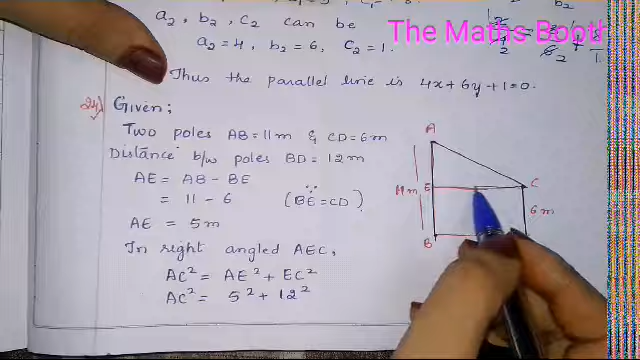 a₂, b₂, c₂ can be
a₂ = 4, b₂ = 6, c₂ = 1.
The Maths Booth
Thus the parallel line is 4x + 6y + 1 = 0.
24) Given;
Two poles AB = 11m & CD = 6m
Distance b/w poles BD = 12m
AE = AB - BE
= 11 - 6 (∵ BE = CD).
AE = 5m
In right angled AEC,
AC² = AE² + EC²
AC² = 5² + 12²
A
E
C
11m
6m
B